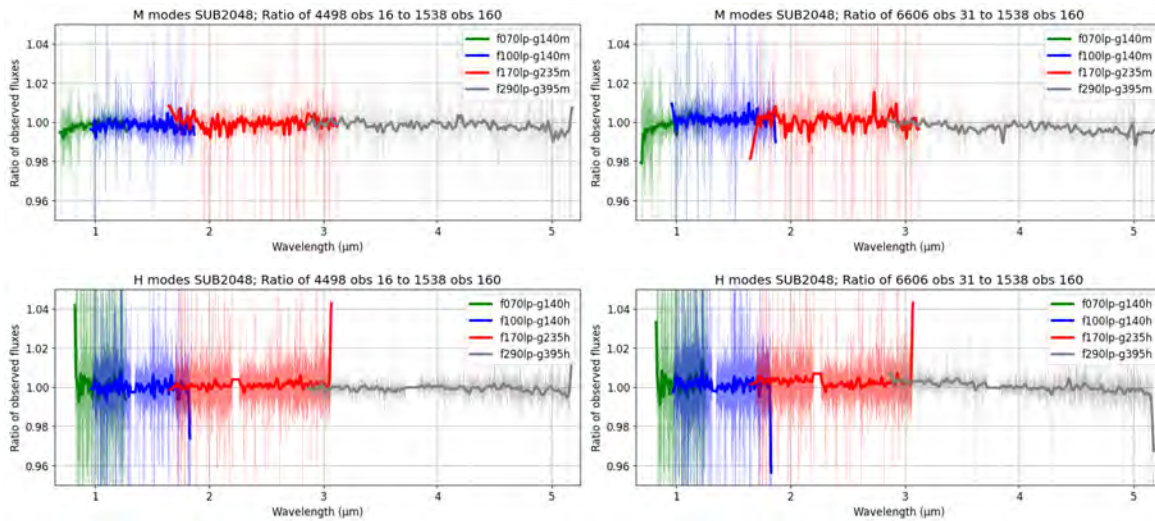 M modes SUB2048; Ratio of 4498 obs 16 to 1538 obs 160
Ratio of observed fluxes
1.04
1.02
1.00
0.98
0.96
f070lp-g140m
f100lp-g140m
f170lp-g235m
f290lp-g395m
1 2 3 4 5
Wavelength (μm)
M modes SUB2048; Ratio of 6606 obs 31 to 1538 obs 160
Ratio of observed fluxes
1.04
1.02
1.00
0.98
0.96
f070lp-g140m
f100lp-g140m
f170lp-g235m
f290lp-g395m
1 2 3 4 5
Wavelength (μm)
H modes SUB2048; Ratio of 4498 obs 16 to 1538 obs 160
Ratio of observed fluxes
1.04
1.02
1.00
0.98
0.96
f070lp-g140h
f100lp-g140h
f170lp-g235h
f290lp-g395h
1 2 3 4 5
Wavelength (μm)
H modes SUB2048; Ratio of 6606 obs 31 to 1538 obs 160
Ratio of observed fluxes
1.04
1.02
1.00
0.98
0.96
f070lp-g140h
f100lp-g140h
f170lp-g235h
f290lp-g395h
1 2 3 4 5
Wavelength (μm)